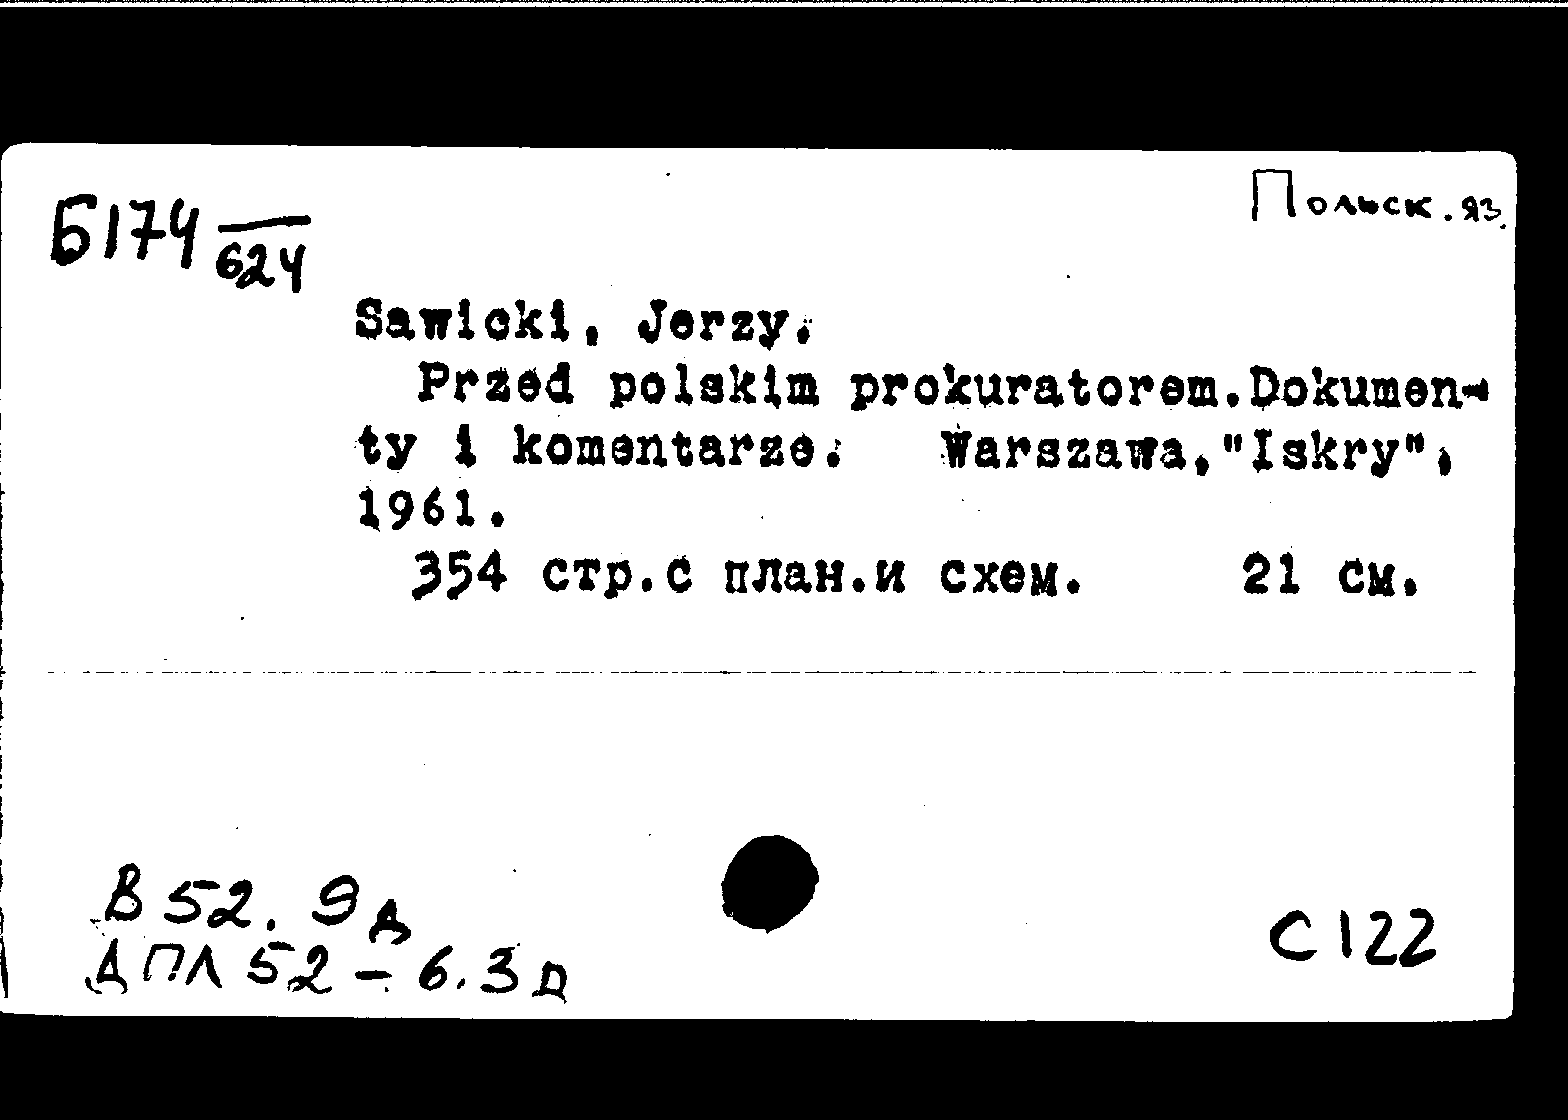 Б174
624
Польск. яз.
Sawicki, Jerzy.
Przed polskim prokuratorem.Dokumen-
ty i komentarze. Warszawa,"Iskry",
1961.
354 стр.с план.и схем. 21 см.
В 52. 9д
ДПЛ 52 - 6.3д
С122